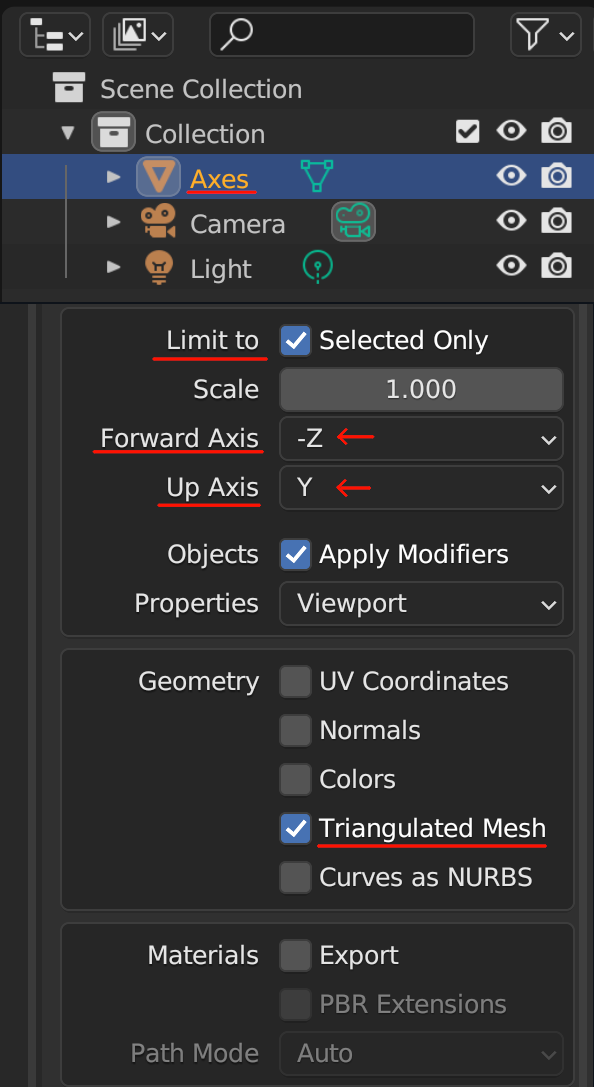 Scene Collection
Collection
Axes
Camera
Light
Limit to Selected Only
Scale 1.000
Forward Axis -Z
Up Axis Y
Objects Apply Modifiers
Properties Viewport
Geometry UV Coordinates
Normals
Colors
Triangulated Mesh
Curves as NURBS
Materials Export
PBR Extensions
Path Mode Auto